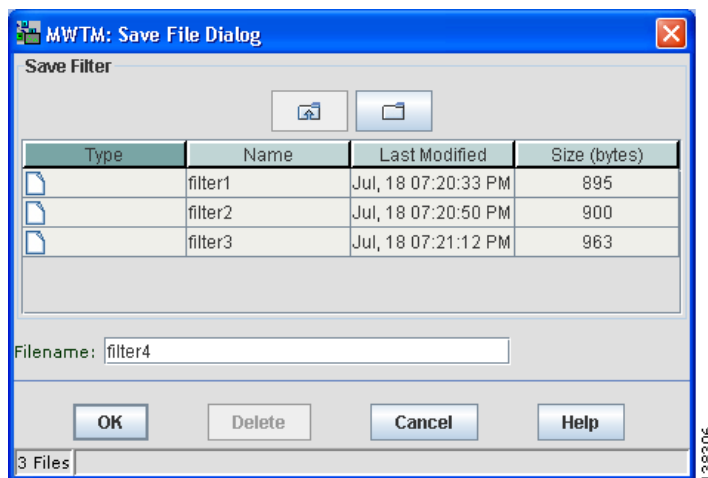 MWTM: Save File Dialog
Save Filter
Type Name Last Modified Size (bytes)
filter1 Jul, 18 07:20:33 PM 895
filter2 Jul, 18 07:20:50 PM 900
filter3 Jul, 18 07:21:12 PM 963
Filename: filter4
OK Delete Cancel Help
3 Files
138306